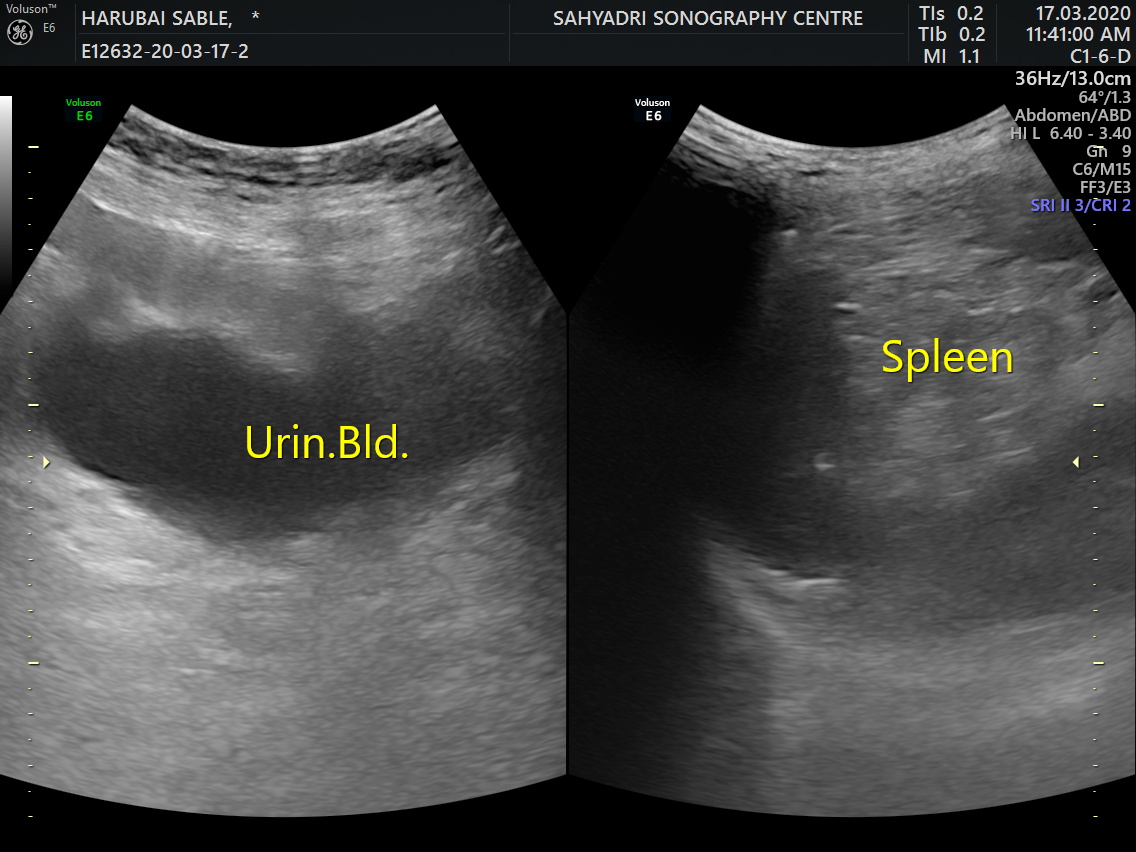 Voluson™
E6
HARUBAI SABLE, *
E12632-20-03-17-2
SAHYADRI SONOGRAPHY CENTRE
TIs 0.2
TIb 0.2
MI 1.1
17.03.2020
11:41:00 AM
C1-6-D
36Hz/13.0cm
64°/1.3
Abdomen/ABD
HI L 6.40 - 3.40
Gn 9
C6/M15
FF3/E3
SRI II 3/CRI 2
Voluson
E6
Voluson
E6
Urin.Bld.
Spleen